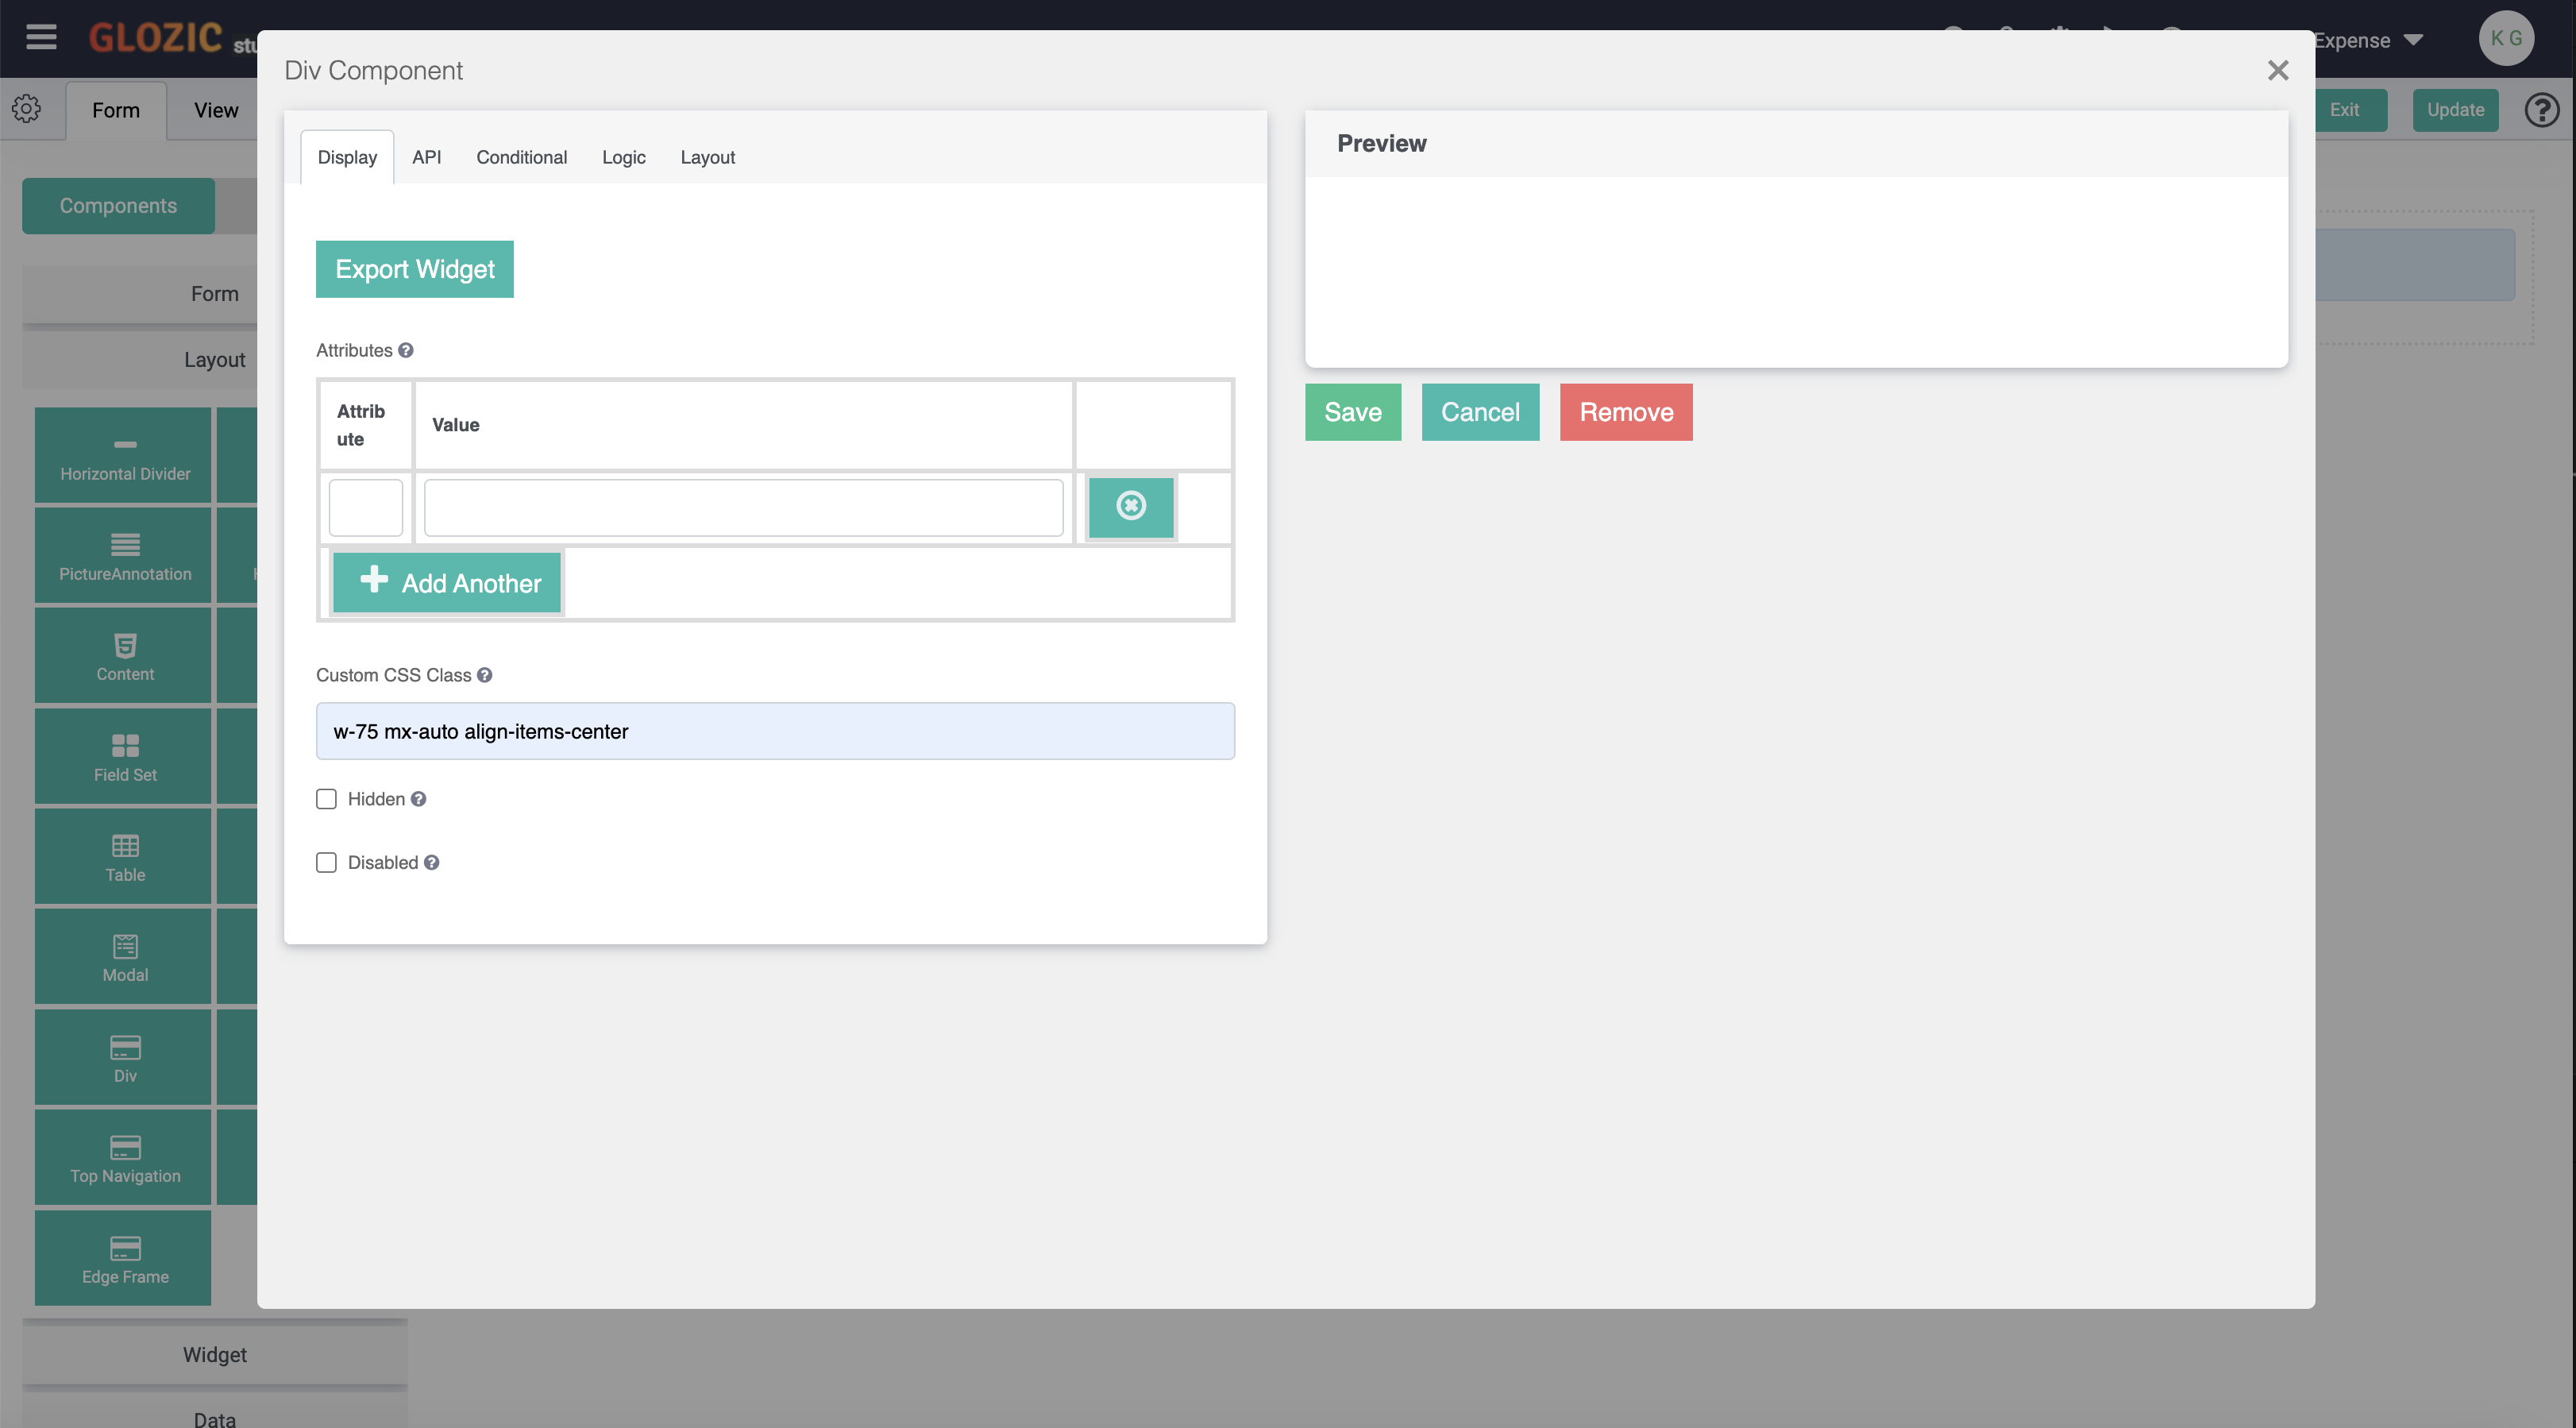 GLOZIC
Expense
K G
Div Component
Form
View
Exit
Update
Display
API
Conditional
Logic
Layout
Preview
Components
Export Widget
Form
Attributes
Layout
Attrib
ute
Value
Save
Cancel
Remove
Horizontal Divider
PictureAnnotation
Add Another
Content
Custom CSS Class
w-75 mx-auto align-items-center
Field Set
Hidden
Disabled
Table
Modal
Div
Top Navigation
Edge Frame
Widget
Data